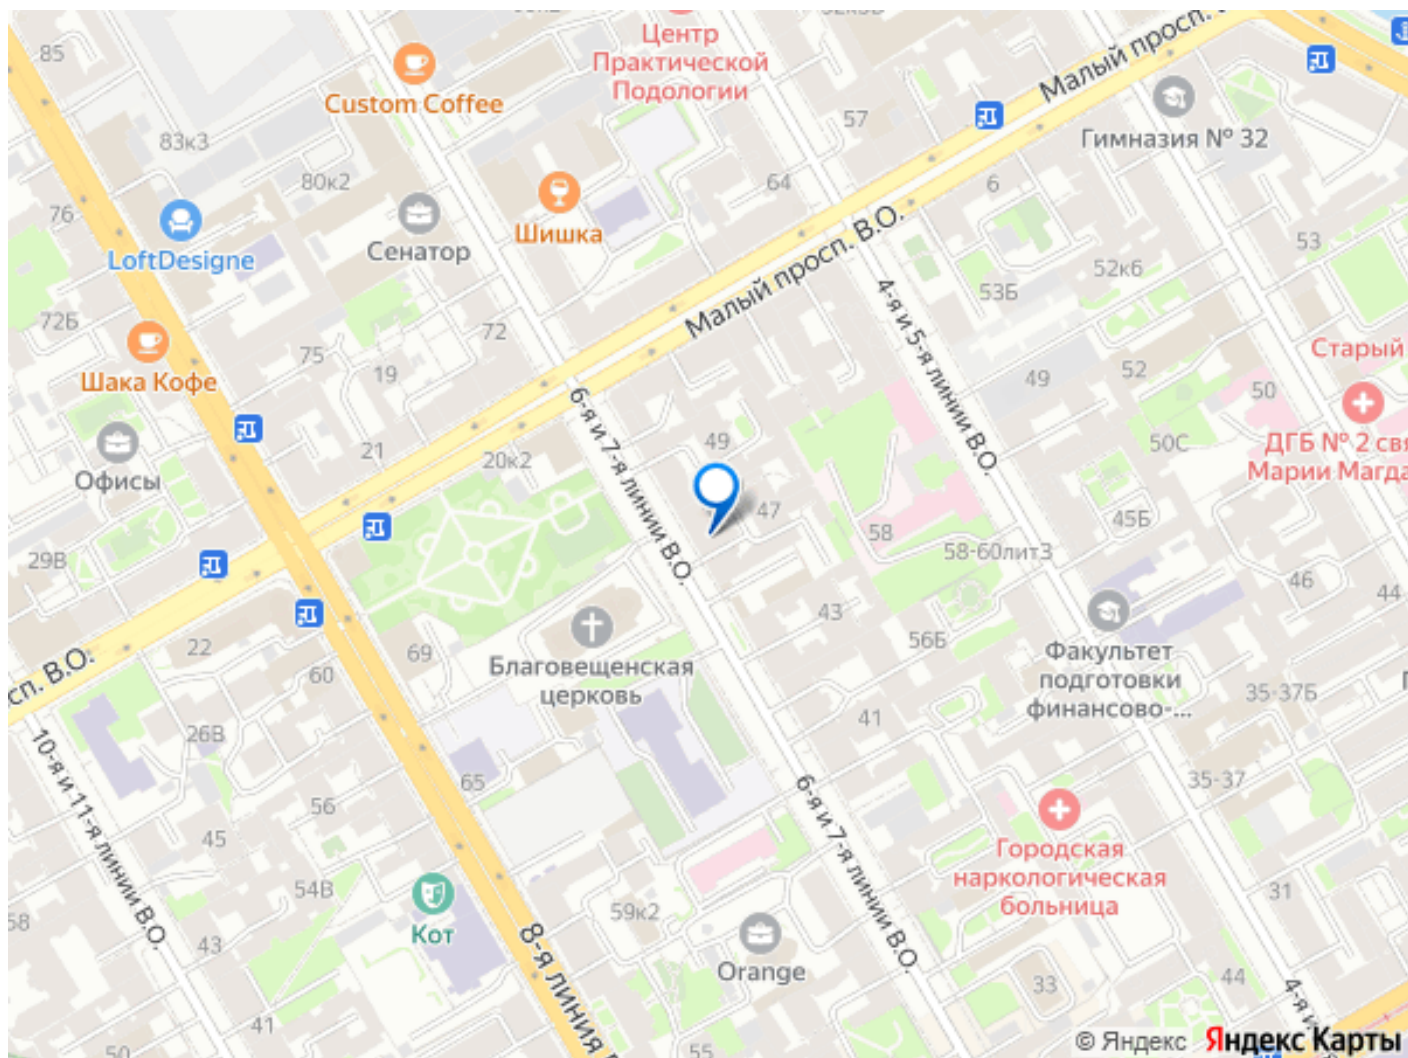 85
Центр
Практической
Подологии
Малый просп.
Custom Coffee
57
Гимназия № 32
83к3
80к2
64
6
76
Шишка
Сенатор
LoftDesigne
Малый просп. В.О.
53
52к6
53Б
4-я и 5-я линии В.О.
72Б
72
75
19
Шака Кофе
Старый
49
52
50
6-я и 7-я линии В.О.
49
21
20к2
ДГБ № 2 свя
Марии Магда
50С
Офисы
47
58
45Б
58-60лит3
29В
46
44
43
56Б
22
69
60
Благовещенская
церковь
Факультет
подготовки
финансово-...
35-37Б
сп. В.О.
26В
41
10-я и 11-я линии В.О.
65
35-37
56
6-я и 7-я линии В.О.
45
Городская
наркологическая
больница
54В
31
58
59к2
Кот
43
8-я линия
Orange
33
44
4-я и
41
50
55
© Яндекс Яндекс Карты